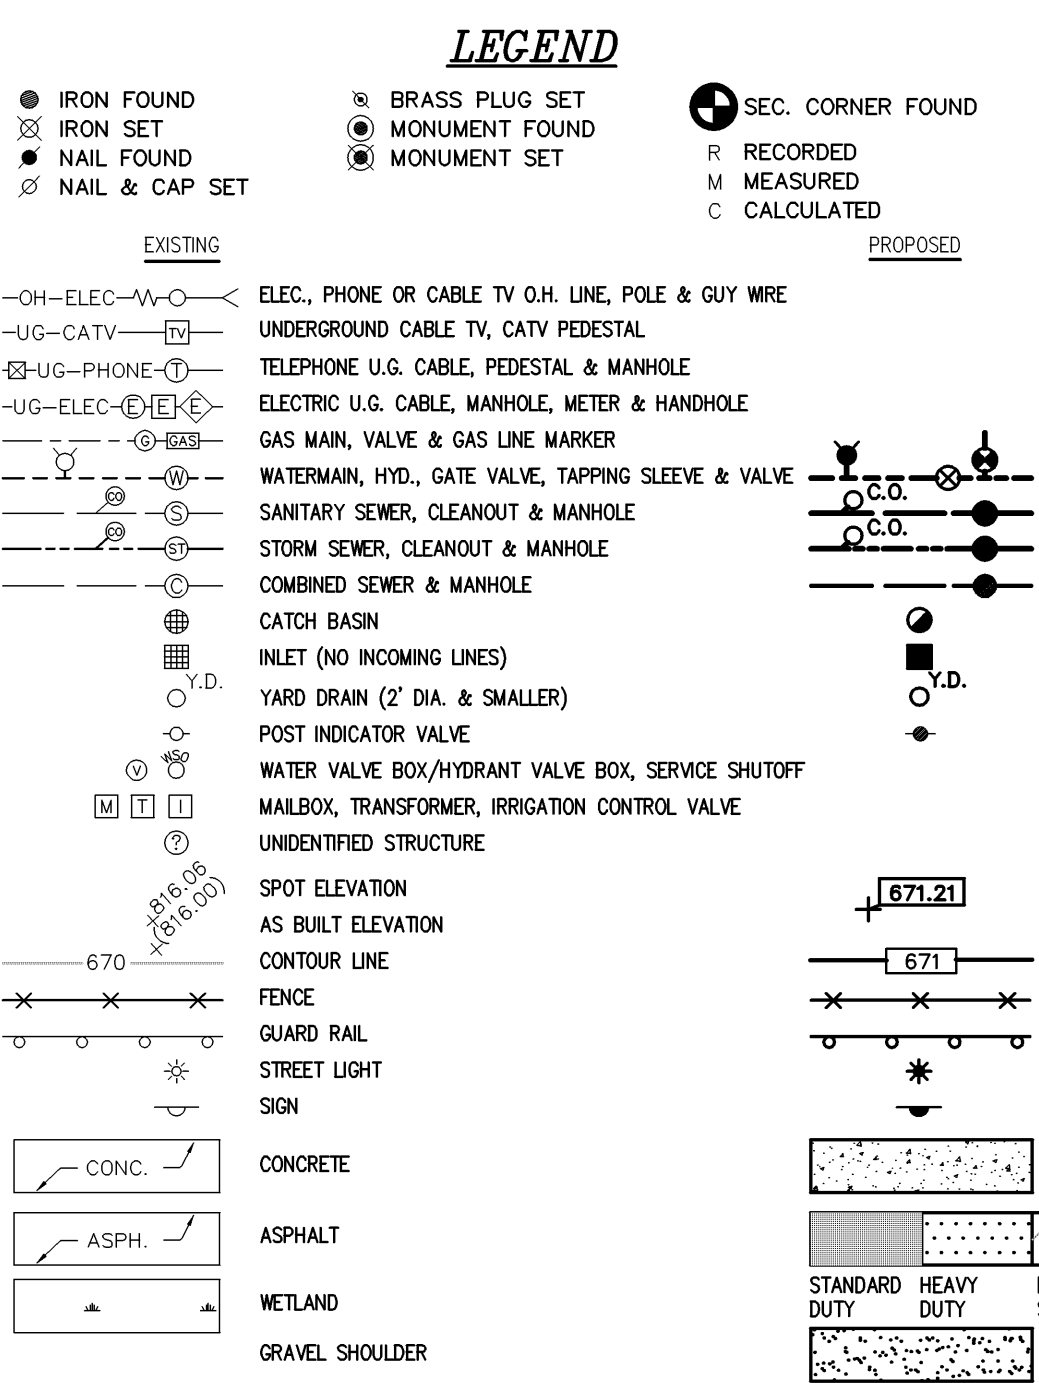 LEGEND
IRON FOUND
IRON SET
NAIL FOUND
NAIL & CAP SET
BRASS PLUG SET
MONUMENT FOUND
MONUMENT SET
SEC. CORNER FOUND
R RECORDED
M MEASURED
C CALCULATED
EXISTING
PROPOSED
OH-ELEC ELEC., PHONE OR CABLE TV O.H. LINE, POLE & GUY WIRE
UG-CATV TV UNDERGROUND CABLE TV, CATV PEDESTAL
UG-PHONE T TELEPHONE U.G. CABLE, PEDESTAL & MANHOLE
UG-ELEC E E E ELECTRIC U.G. CABLE, MANHOLE, METER & HANDHOLE
G GAS GAS MAIN, VALVE & GAS LINE MARKER
W WATERMAIN, HYD., GATE VALVE, TAPPING SLEEVE & VALVE
CO S SANITARY SEWER, CLEANOUT & MANHOLE C.O.
CO ST STORM SEWER, CLEANOUT & MANHOLE C.O.
C COMBINED SEWER & MANHOLE
CATCH BASIN
INLET (NO INCOMING LINES)
Y.D. YARD DRAIN (2' DIA. & SMALLER) Y.D.
POST INDICATOR VALVE
V WSO WATER VALVE BOX/HYDRANT VALVE BOX, SERVICE SHUTOFF
M T I MAILBOX, TRANSFORMER, IRRIGATION CONTROL VALVE
? UNIDENTIFIED STRUCTURE
816.06 SPOT ELEVATION 671.21
(816.00) AS BUILT ELEVATION
670 CONTOUR LINE 671
FENCE
GUARD RAIL
STREET LIGHT
SIGN
CONC. CONCRETE
ASPH. ASPHALT
STANDARD DUTY
HEAVY DUTY
WETLAND
GRAVEL SHOULDER